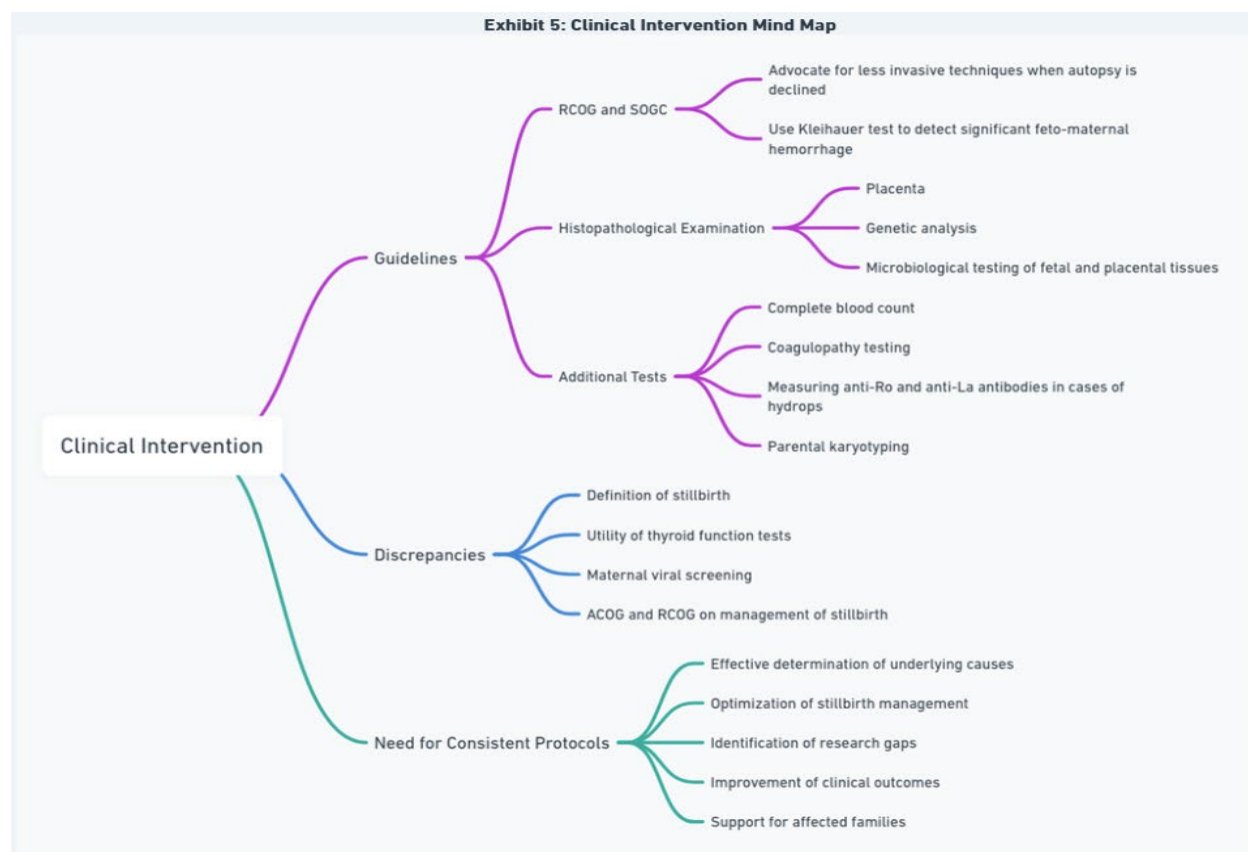 Exhibit 5: Clinical Intervention Mind Map
Clinical Intervention
Guidelines
RCOG and SOGC
Advocate for less invasive techniques when autopsy is
declined
Use Kleihauer test to detect significant feto-maternal
hemorrhage
Histopathological Examination
Placenta
Genetic analysis
Microbiological testing of fetal and placental tissues
Additional Tests
Complete blood count
Coagulopathy testing
Measuring anti-Ro and anti-La antibodies in cases of
hydrops
Parental karyotyping
Discrepancies
Definition of stillbirth
Utility of thyroid function tests
Maternal viral screening
ACOG and RCOG on management of stillbirth
Need for Consistent Protocols
Effective determination of underlying causes
Optimization of stillbirth management
Identification of research gaps
Improvement of clinical outcomes
Support for affected families